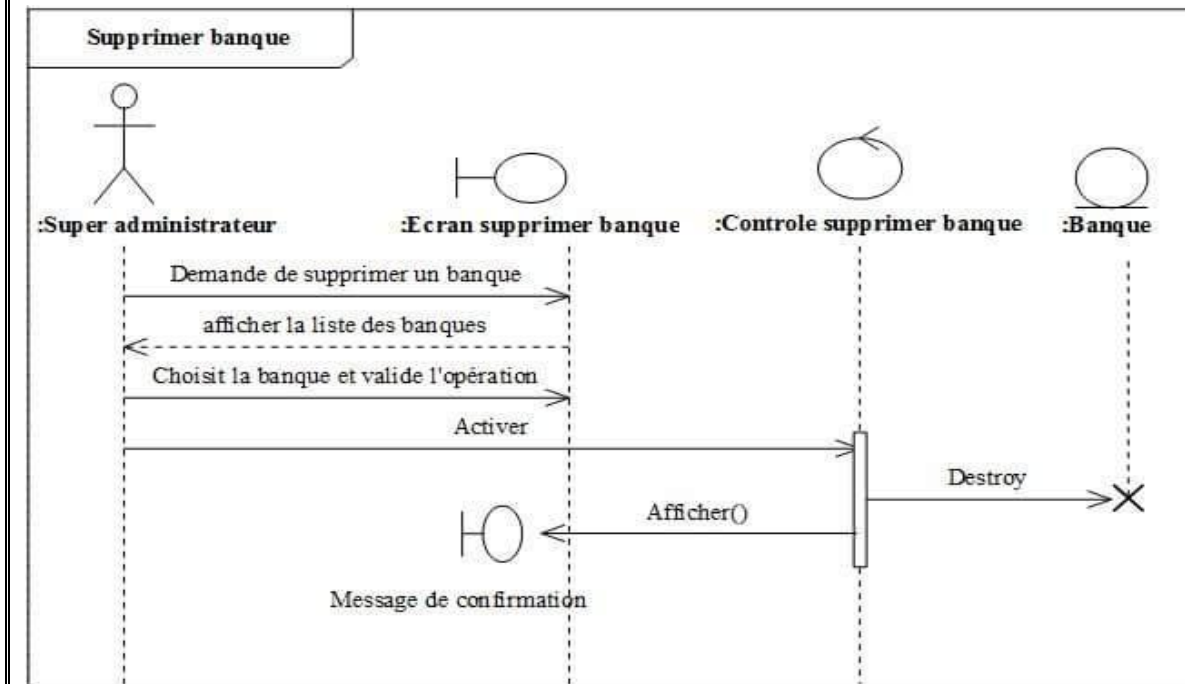 Supprimer banque
:Super administrateur
:Ecran supprimer banque
:Controle supprimer banque
:Banque
Demande de supprimer un banque
afficher la liste des banques
Choisit la banque et valide l'opération
Activer
Destroy
Afficher()
Message de confirmation